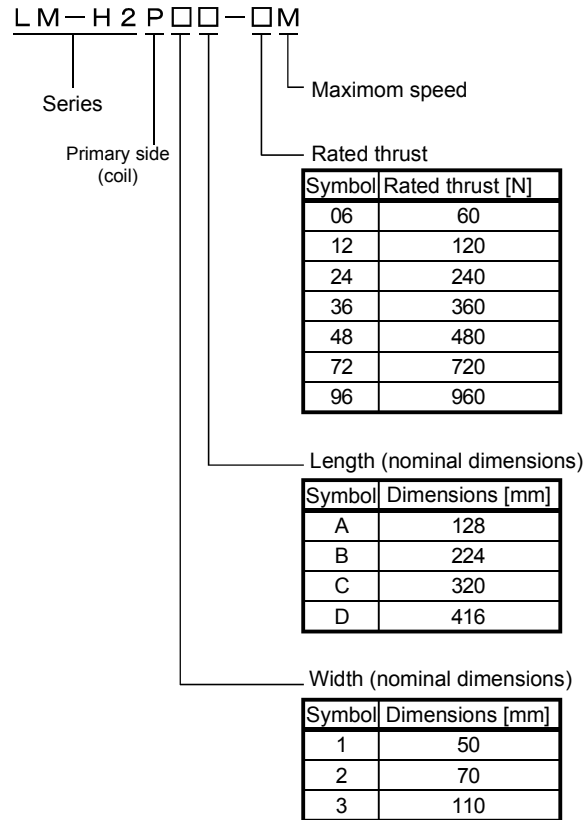 LM-H2P□□-□M
Maximom speed
Series
Primary side
(coil)
Rated thrust
Symbol Rated thrust [N]
06 60
12 120
24 240
36 360
48 480
72 720
96 960
Length (nominal dimensions)
Symbol Dimensions [mm]
A 128
B 224
C 320
D 416
Width (nominal dimensions)
Symbol Dimensions [mm]
1 50
2 70
3 110